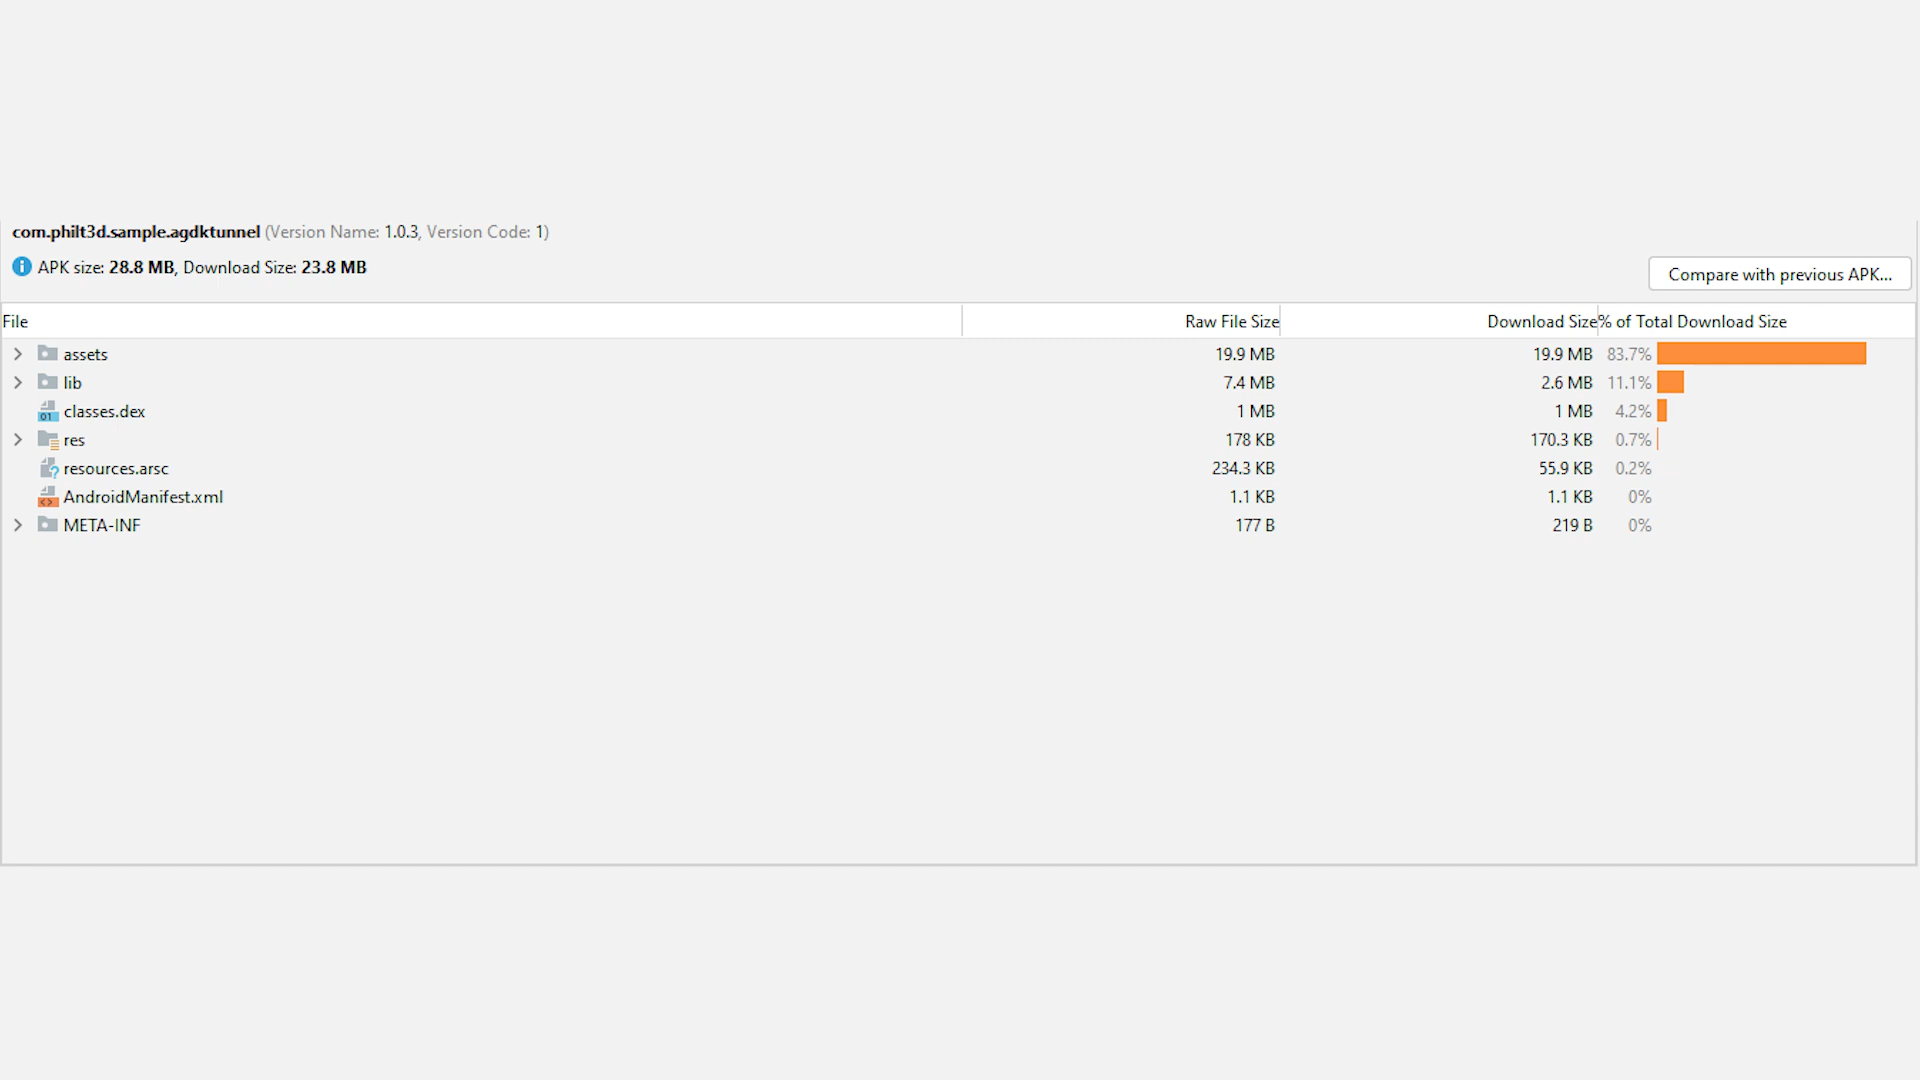 com.philt3d.sample.agdktunnel (Version Name: 1.0.3, Version Code: 1)
APK size: 28.8 MB, Download Size: 23.8 MB
Compare with previous APK...
File Raw File Size Download Size % of Total Download Size
assets 19.9 MB 19.9 MB 83.7%
lib 7.4 MB 2.6 MB 11.1%
classes.dex 1 MB 1 MB 4.2%
res 178 KB 170.3 KB 0.7%
resources.arsc 234.3 KB 55.9 KB 0.2%
AndroidManifest.xml 1.1 KB 1.1 KB 0%
META-INF 177 B 219 B 0%